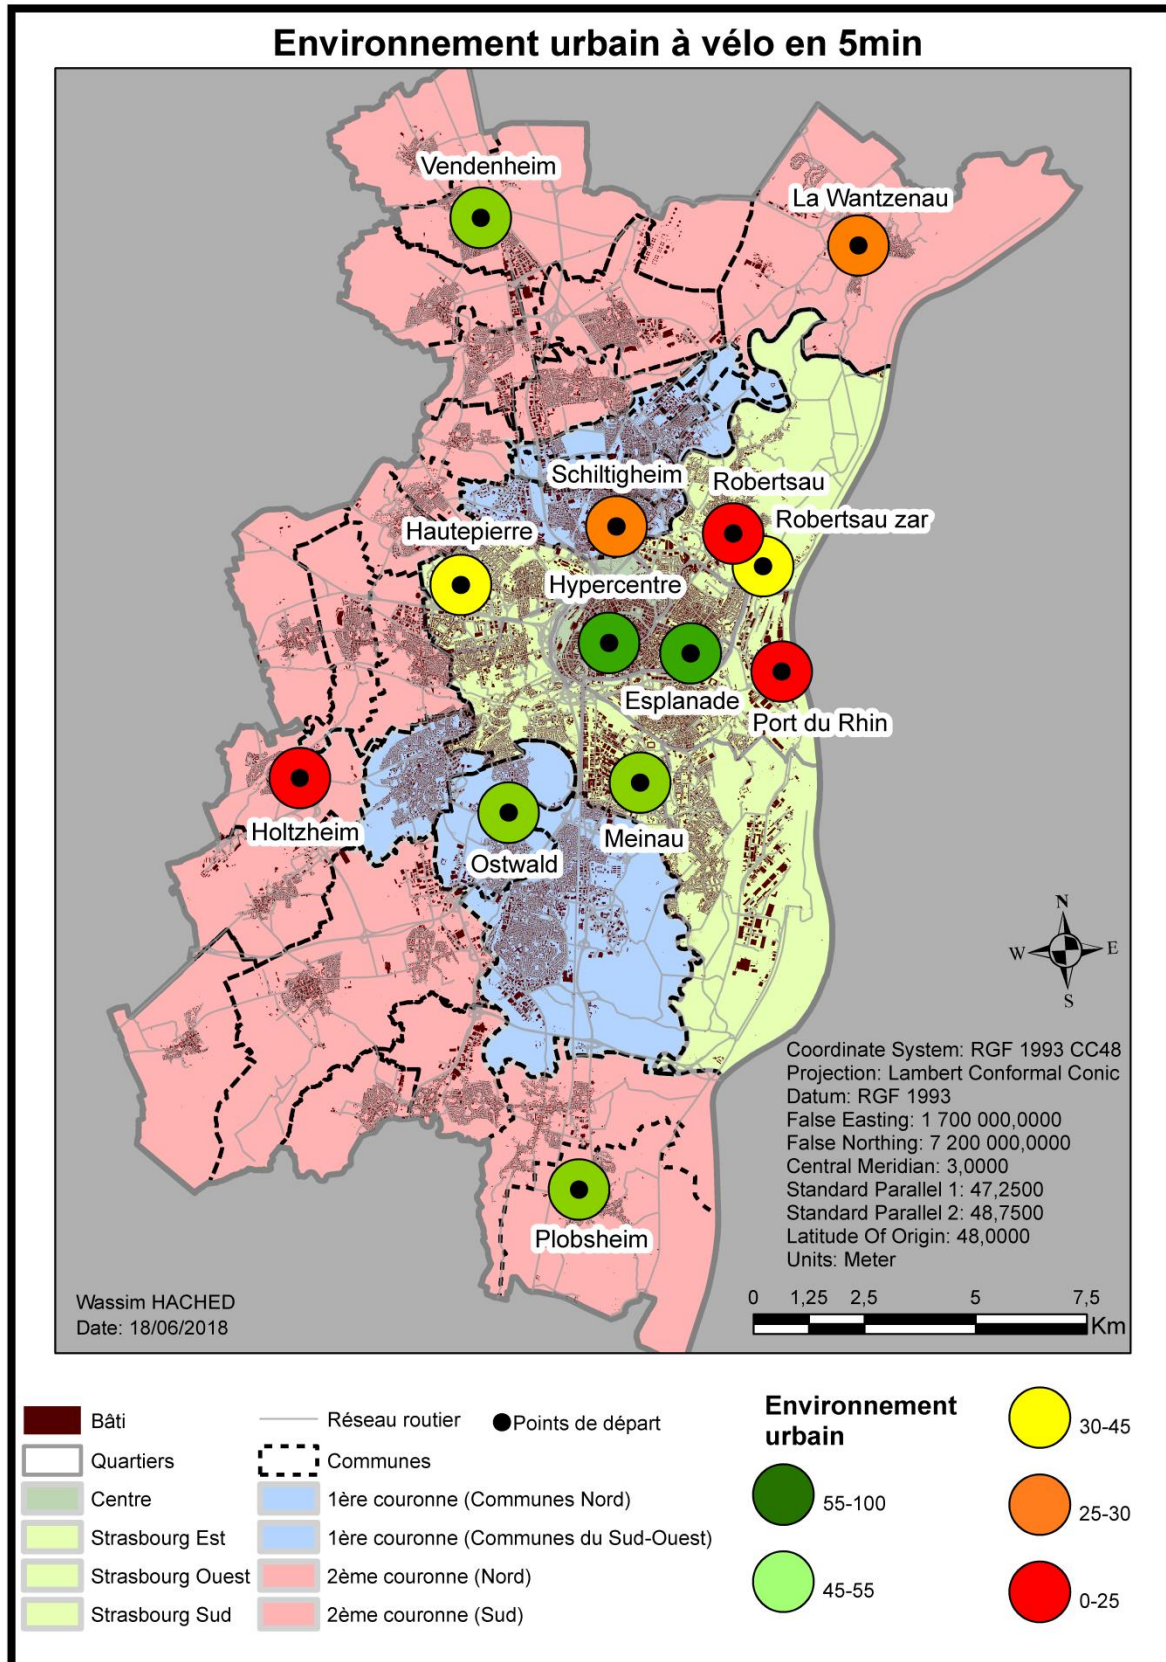 Environnement urbain à vélo en 5min
Vendenheim
La Wantzenau
Schiltigheim
Robertsau
Robertsau zar
Hautepierre
Hypercentre
Esplanade
Port du Rhin
Holtzheim
Ostwald
Meinau
Plobsheim
N
W
E
S
Coordinate System: RGF 1993 CC48
Projection: Lambert Conformal Conic
Datum: RGF 1993
False Easting: 1 700 000,0000
False Northing: 7 200 000,0000
Central Meridian: 3,0000
Standard Parallel 1: 47,2500
Standard Parallel 2: 48,7500
Latitude Of Origin: 48,0000
Units: Meter
Wassim HACHED
Date: 18/06/2018
0 1,25 2,5 5 7,5
Km
Bâti
Quartiers
Centre
Strasbourg Est
Strasbourg Ouest
Strasbourg Sud
Réseau routier
Communes
1ère couronne (Communes Nord)
1ère couronne (Communes du Sud-Ouest)
2ème couronne (Nord)
2ème couronne (Sud)
Points de départ
Environnement
urbain
55-100
45-55
30-45
25-30
0-25